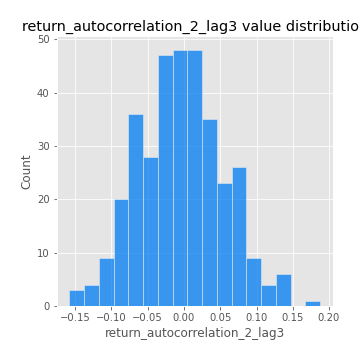 return_autocorrelation_2_lag3 value distributio
50
40
30
20
10
0
Count
−0.15 −0.10 −0.05 0.00 0.05 0.10 0.15 0.20
return_autocorrelation_2_lag3